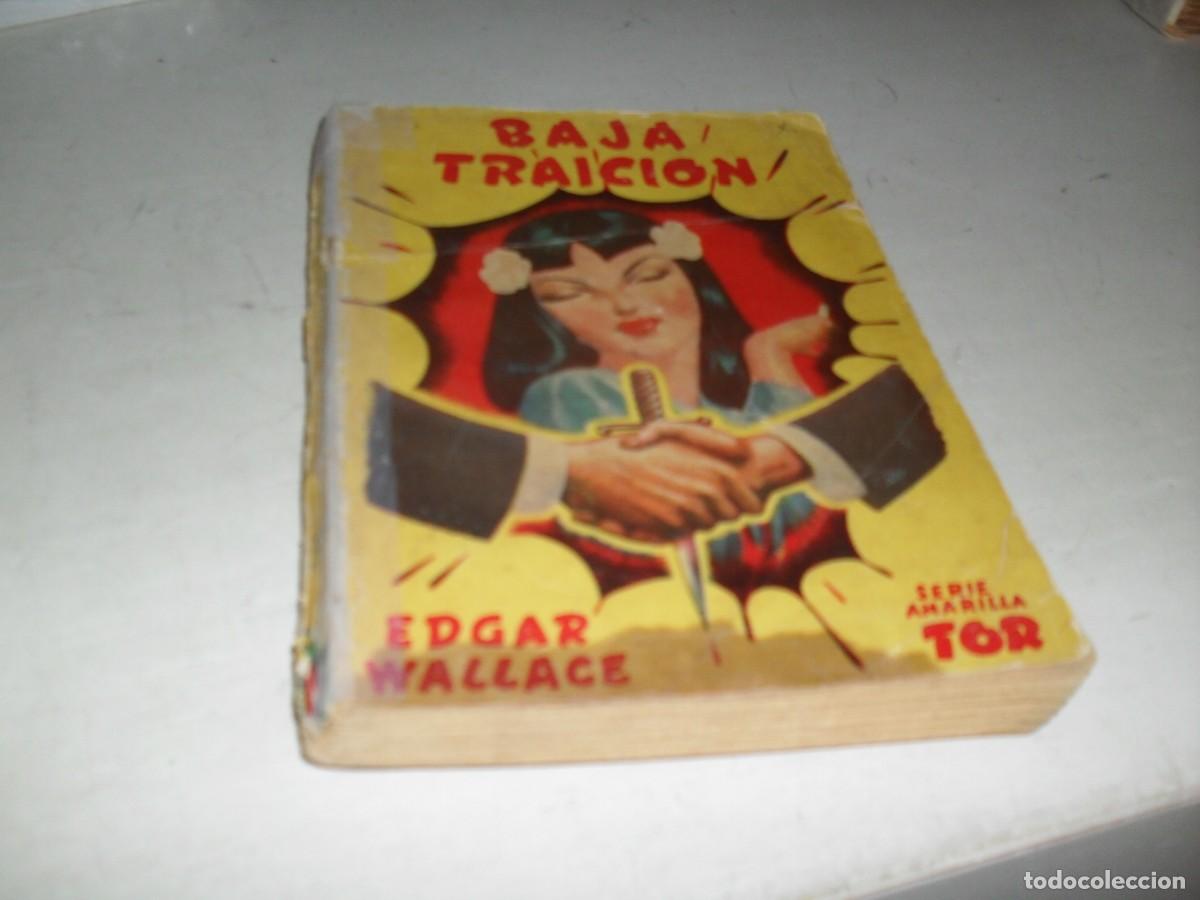 BAJA
TRAICION
EDGAR
WALLACE
SERIE
AMARILLA
TOR
todocoleccion